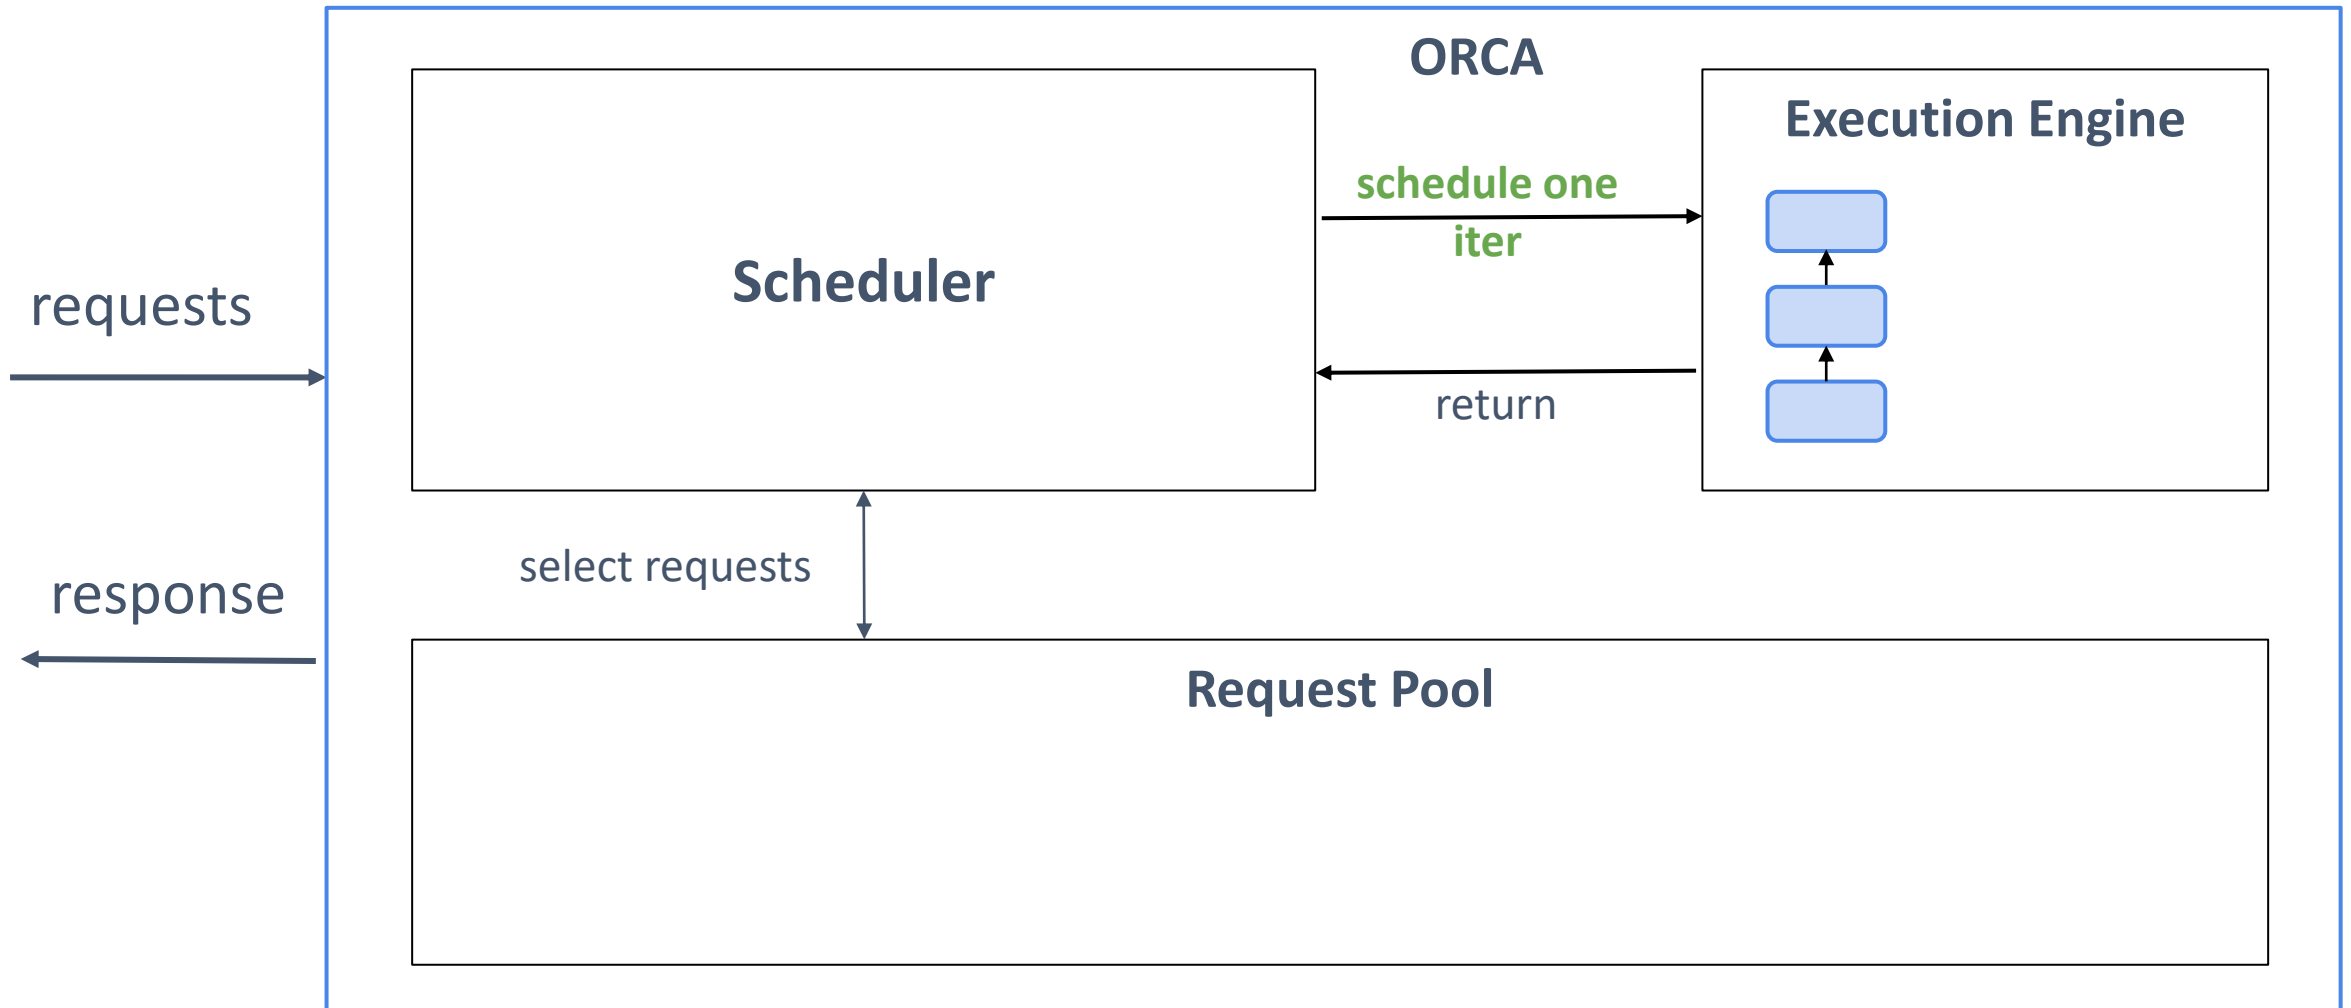 ORCA
Scheduler
Execution Engine
schedule one
iter
return
requests
response
select requests
Request Pool